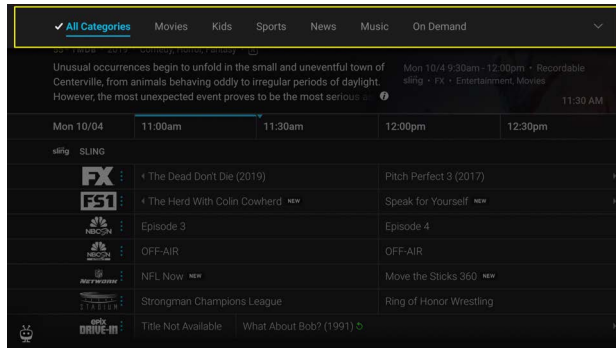 All Categories Movies Kids Sports News Music On Demand
Unusual occurrences begin to unfold in the small and uneventful town of
Centerville, from animals behaving oddly to irregular periods of daylight.
However, the most unexpected event proves to be the most serious
Mon 10/4 9:30am - 12:00pm • Recordable
sling • FX • Entertainment, Movies
11:30 AM
Mon 10/04 11:00am 11:30am 12:00pm 12:30pm
sling SLING
FX The Dead Don't Die (2019) Pitch Perfect 3 (2017)
FS1 The Herd With Colin Cowherd NEW Speak for Yourself NEW
NBCSN Episode 3 Episode 4
NBCSN OFF-AIR OFF-AIR
NFL NETWORK NFL Now NEW Move the Sticks 360 NEW
STADIUM Strongman Champions League Ring of Honor Wrestling
epix DRIVE-IN Title Not Available What About Bob? (1991)